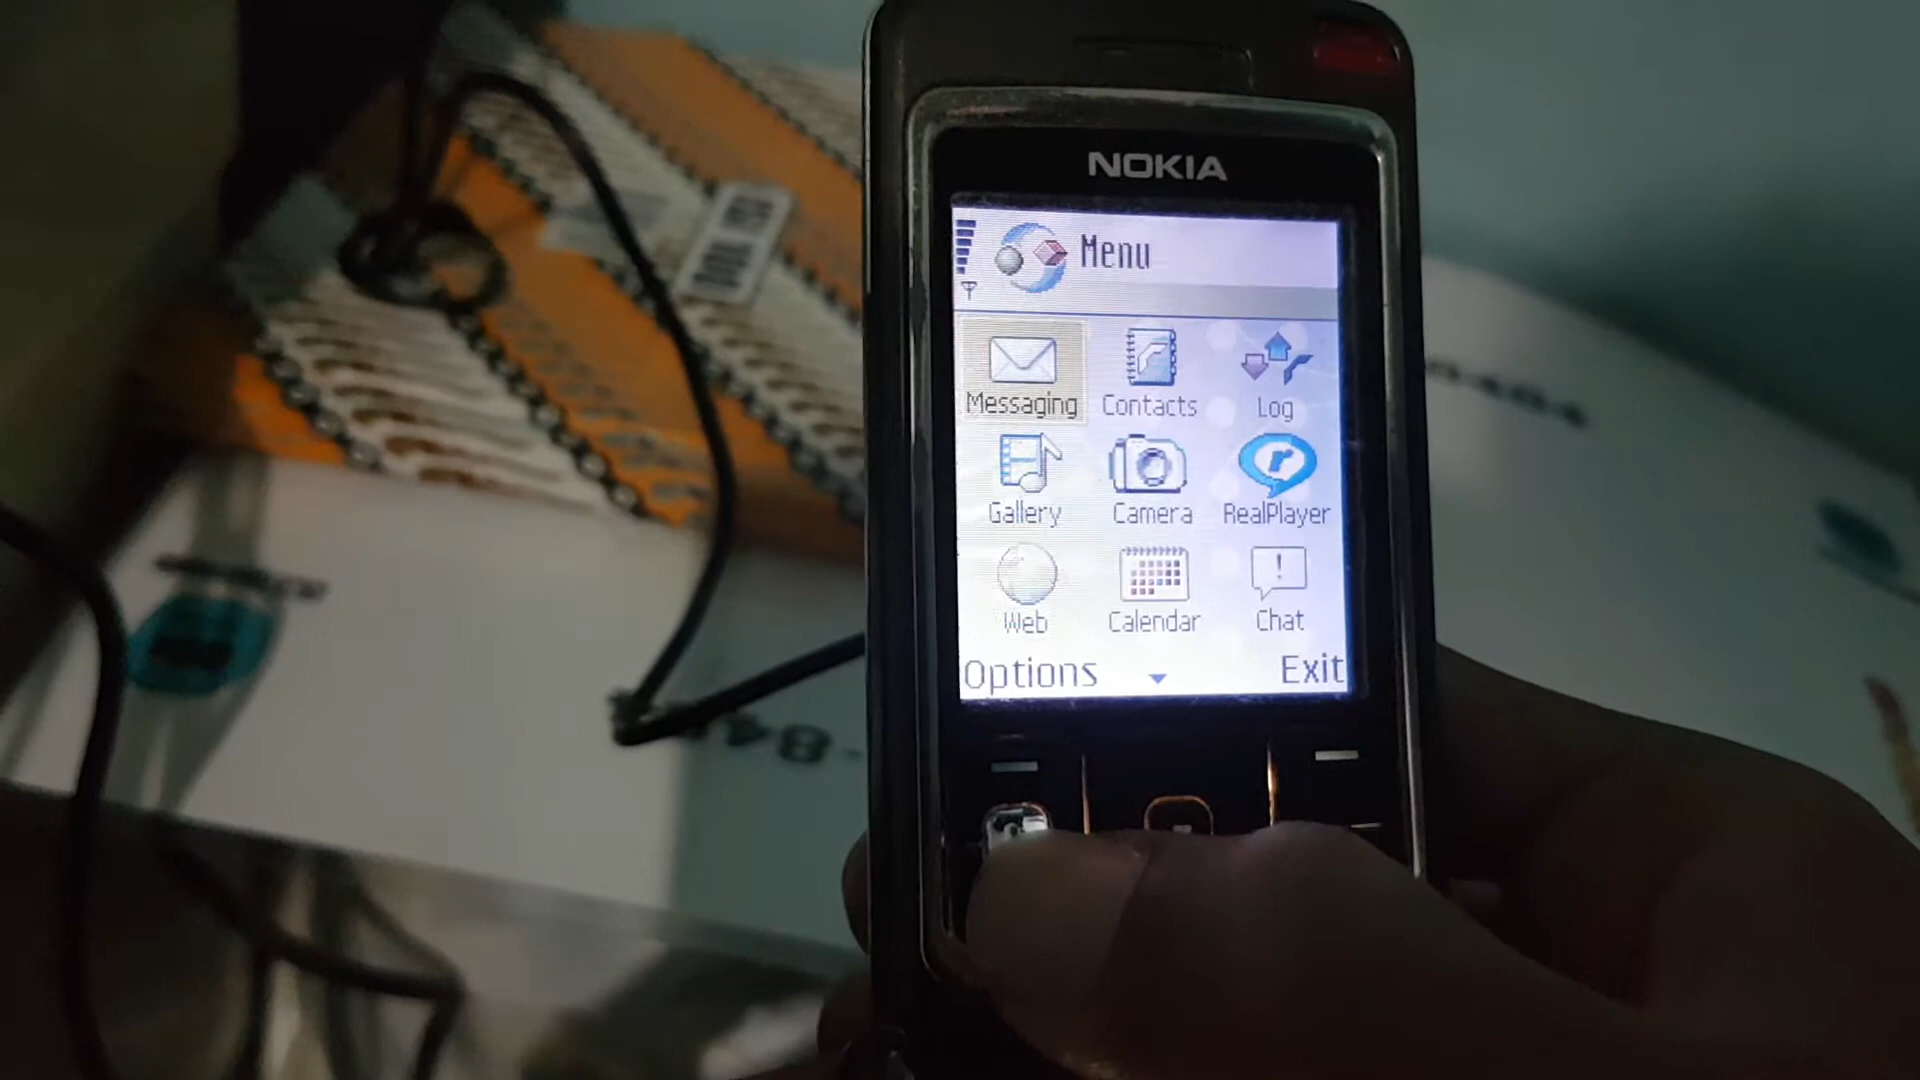 NOKIA
Menu
Messaging Contacts Log
Gallery Camera RealPlayer
Web Calendar Chat
Options Exit